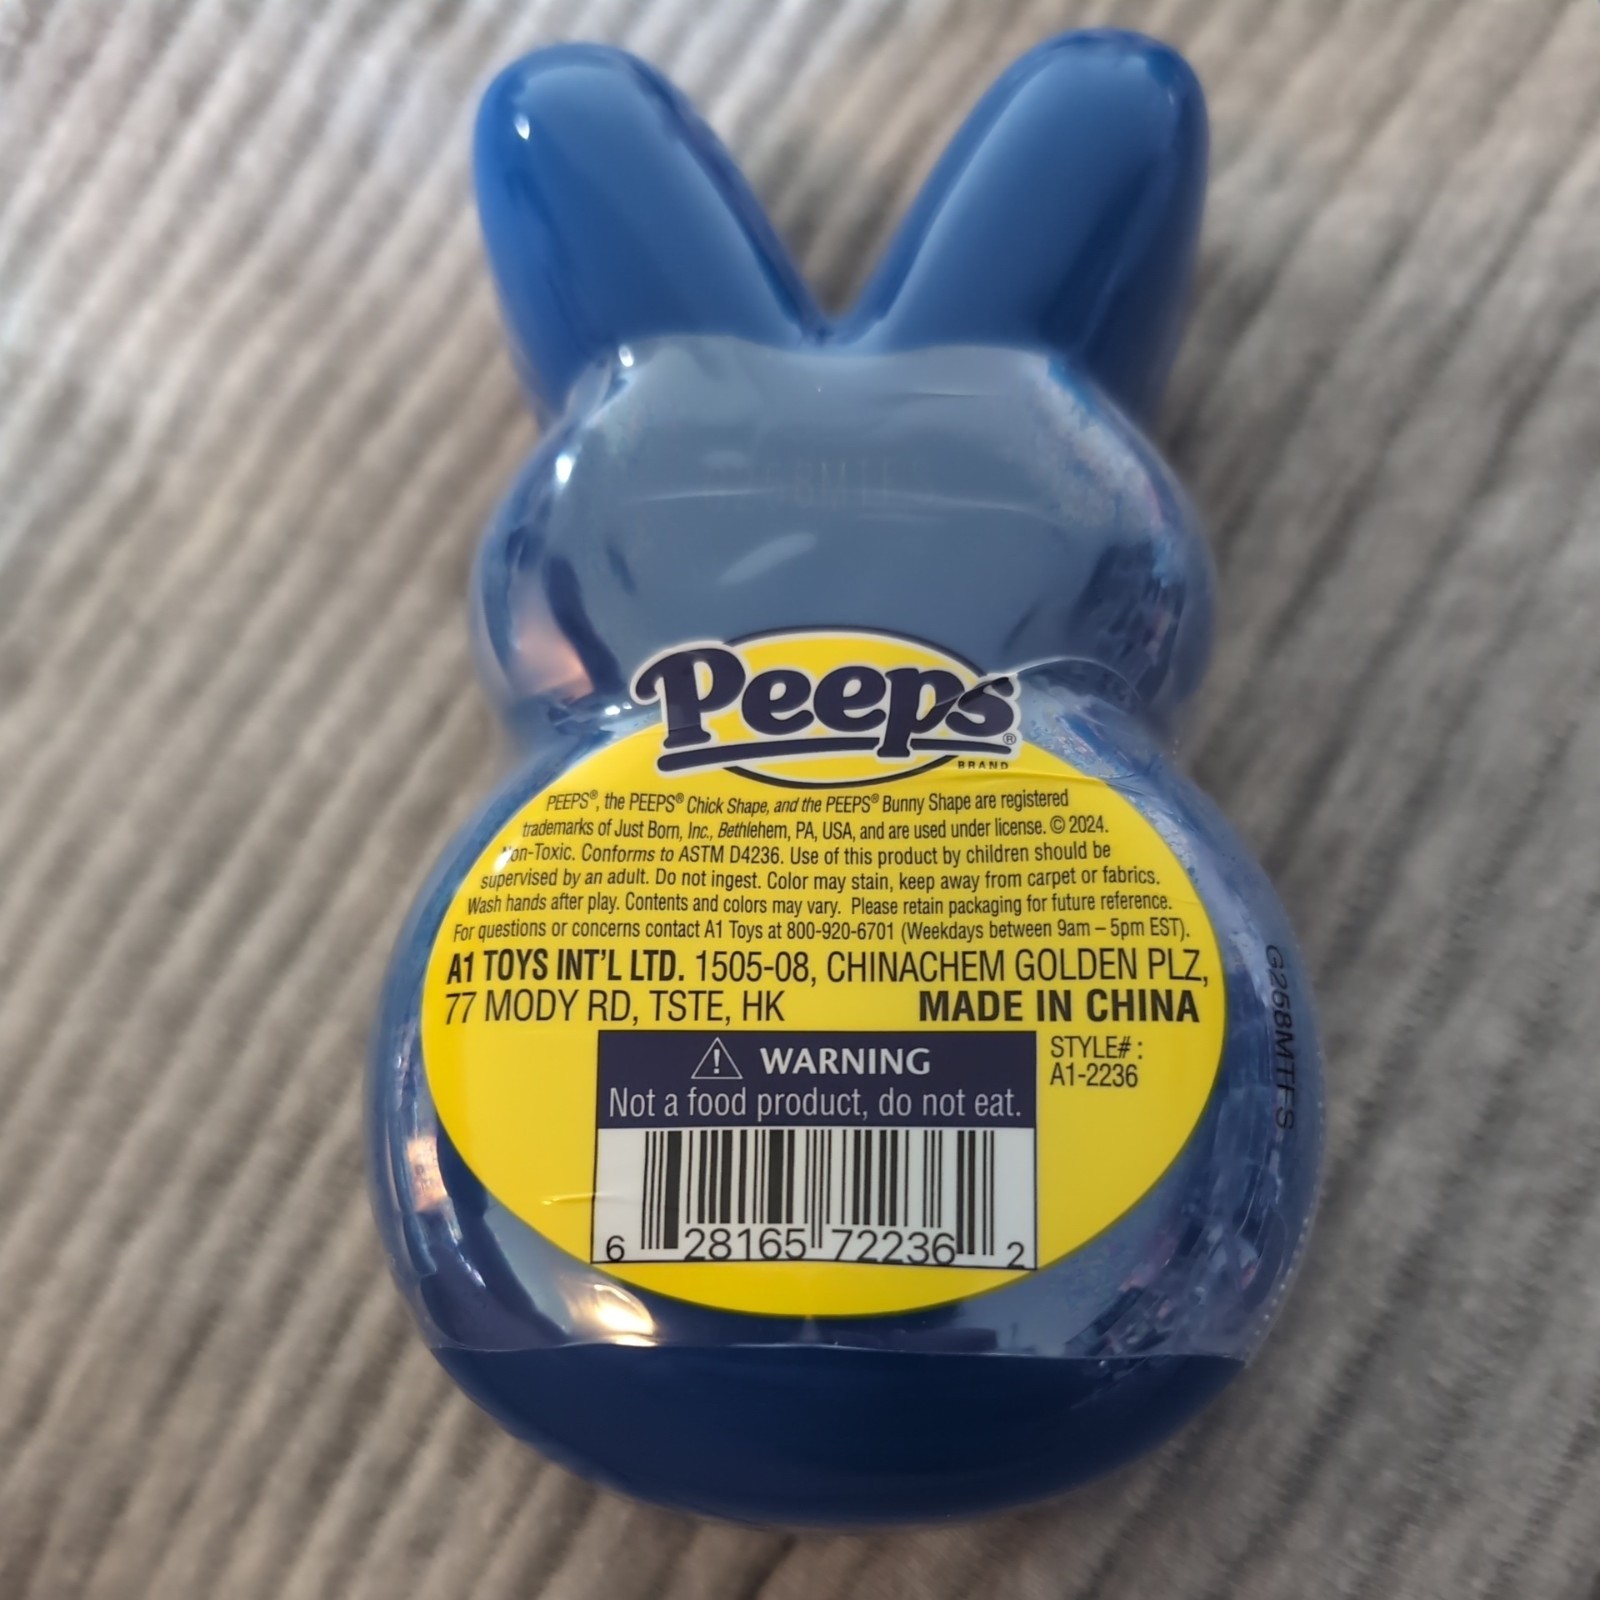 Peeps®
BRAND
PEEPS®, the PEEPS® Chick Shape, and the PEEPS® Bunny Shape are registered
trademarks of Just Born, Inc., Bethlehem, PA, USA, and are used under license. © 2024.
Non-Toxic. Conforms to ASTM D4236. Use of this product by children should be
supervised by an adult. Do not ingest. Color may stain, keep away from carpet or fabrics.
Wash hands after play. Contents and colors may vary. Please retain packaging for future reference.
For questions or concerns contact A1 Toys at 800-920-6701 (Weekdays between 9am – 5pm EST).
A1 TOYS INT'L LTD. 1505-08, CHINACHEM GOLDEN PLZ,
77 MODY RD, TSTE, HK MADE IN CHINA
WARNING
Not a food product, do not eat.
STYLE# :
A1-2236
6 28165 72236 2
G268MTFS